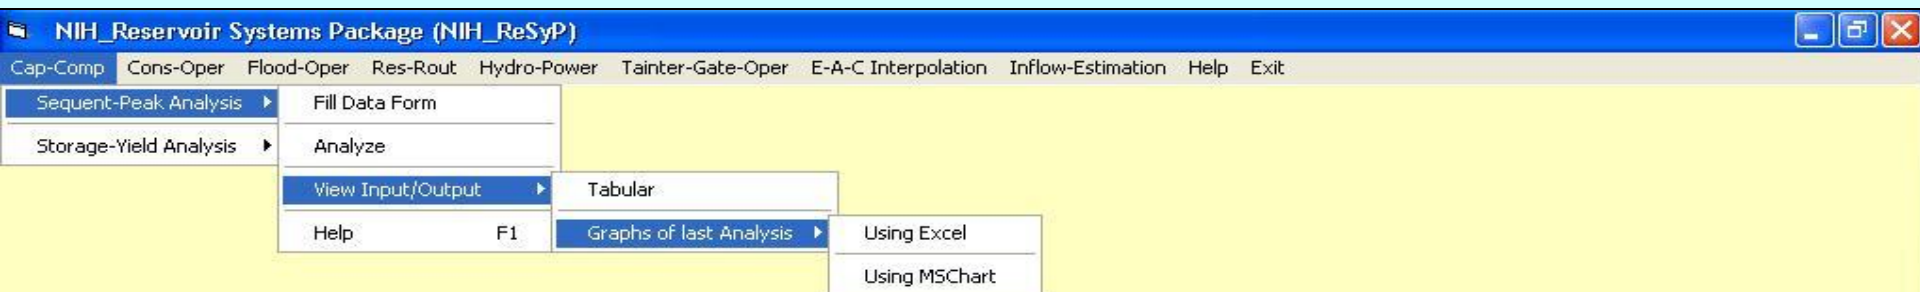 NIH_Reservoir Systems Package (NIH_ReSyP)
Cap-Comp Cons-Oper Flood-Oper Res-Rout Hydro-Power Tainter-Gate-Oper E-A-C Interpolation Inflow-Estimation Help Exit
Sequent-Peak Analysis Fill Data Form
Storage-Yield Analysis Analyze
View Input/Output Tabular
Help F1 Graphs of last Analysis Using Excel
Using MSChart